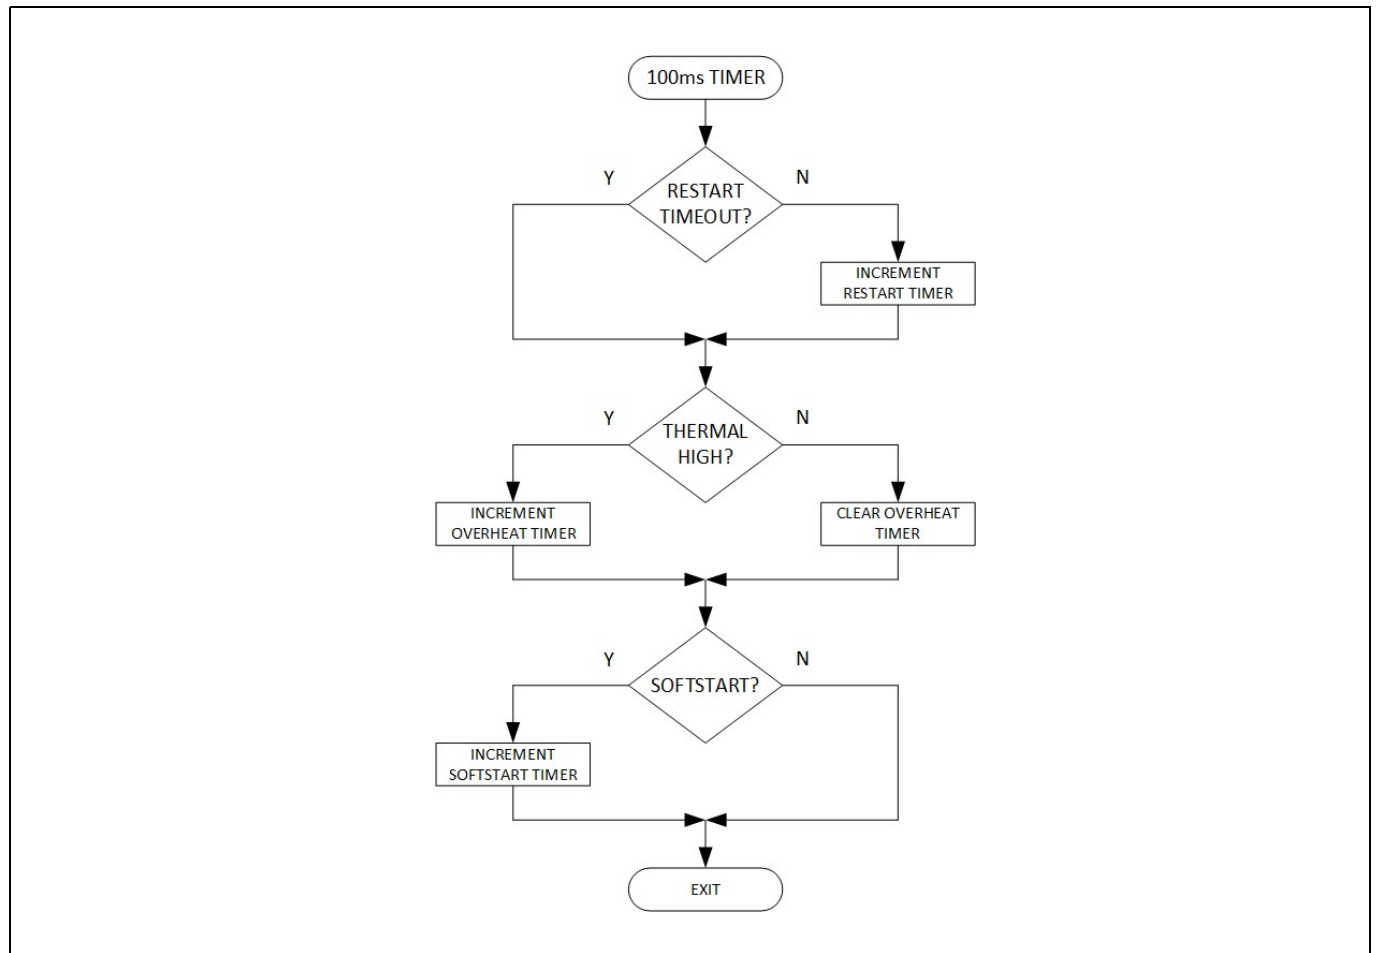 100ms TIMER
Y
N
RESTART
TIMEOUT?
INCREMENT
RESTART TIMER
Y
N
THERMAL
HIGH?
INCREMENT
OVERHEAT TIMER
CLEAR OVERHEAT
TIMER
Y
N
SOFTSTART?
INCREMENT
SOFTSTART TIMER
EXIT